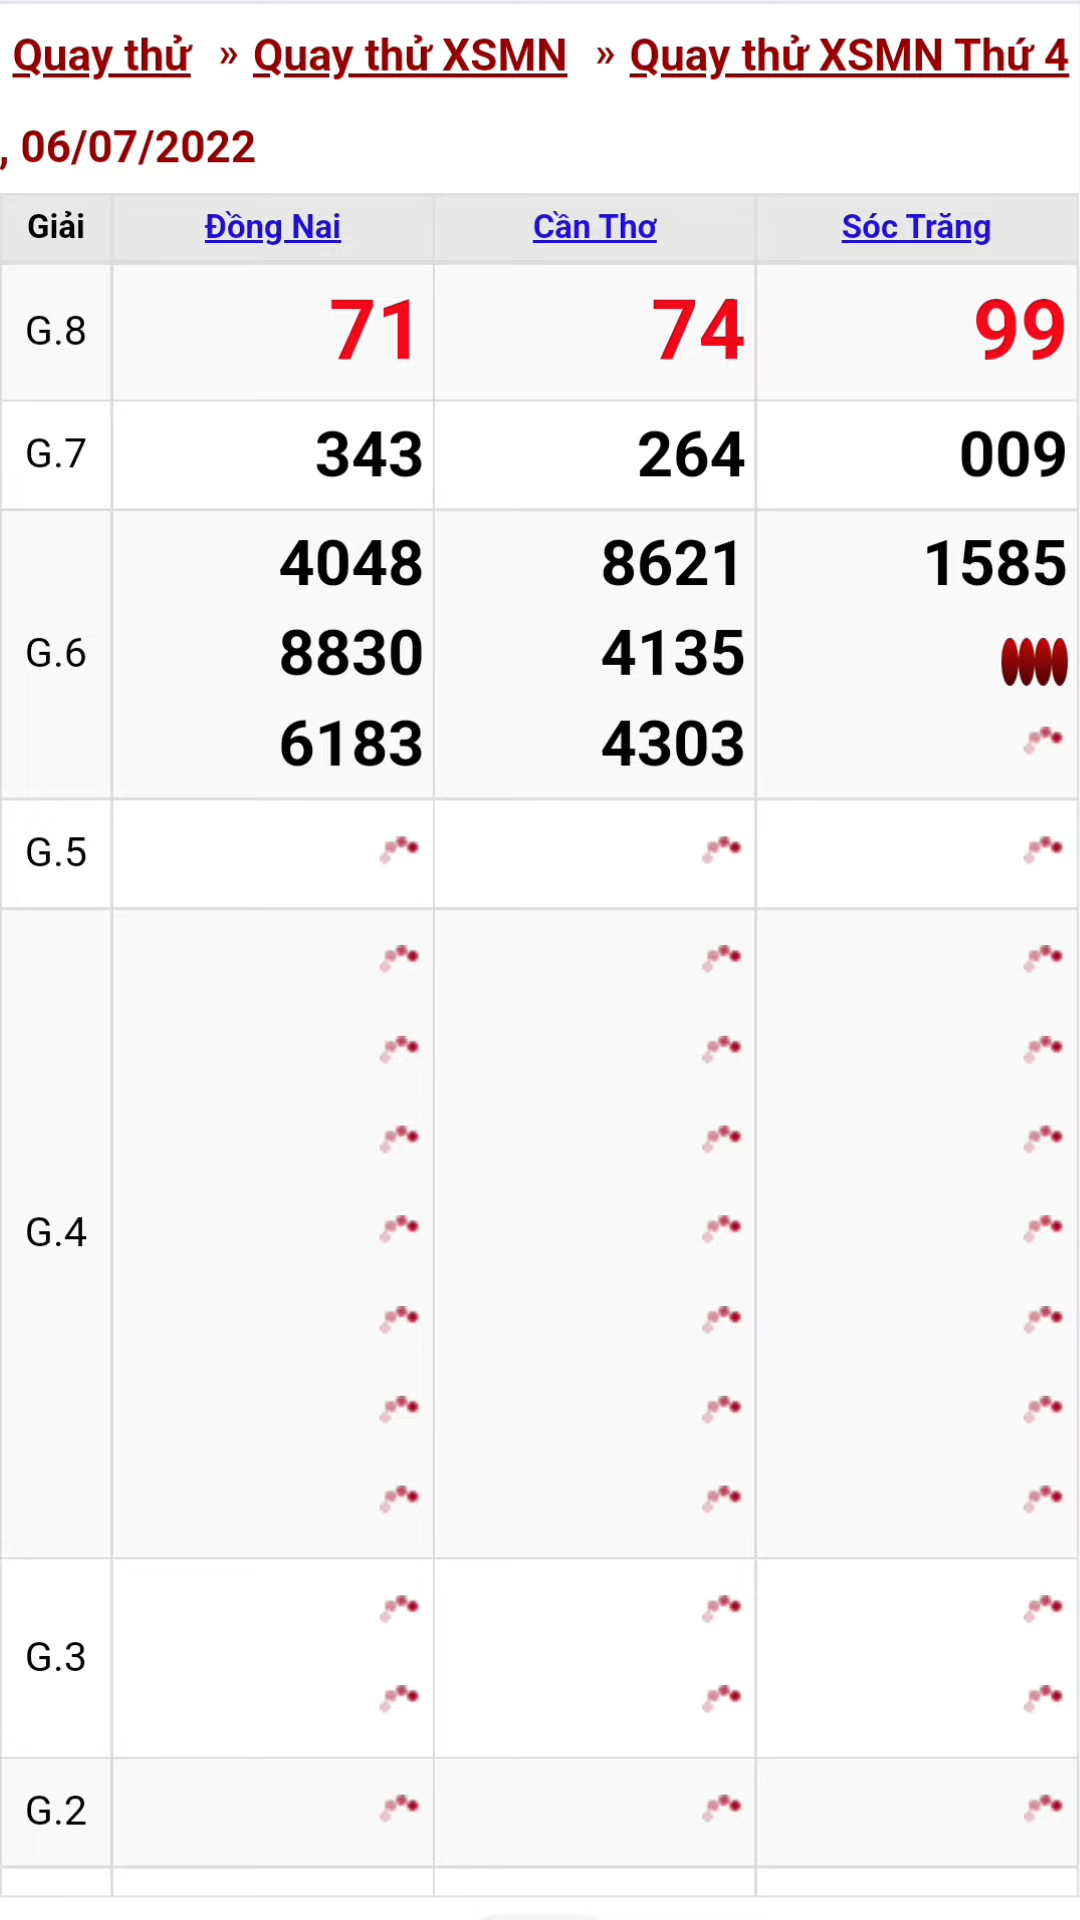 Quay thử » Quay thử XSMN » Quay thử XSMN Thứ 4
, 06/07/2022
Giải Đồng Nai Cần Thơ Sóc Trăng
G.8 71 74 99
G.7 343 264 009
4048 8621 1585
G.6 8830 4135
6183 4303
G.5
G.4
G.3
G.2